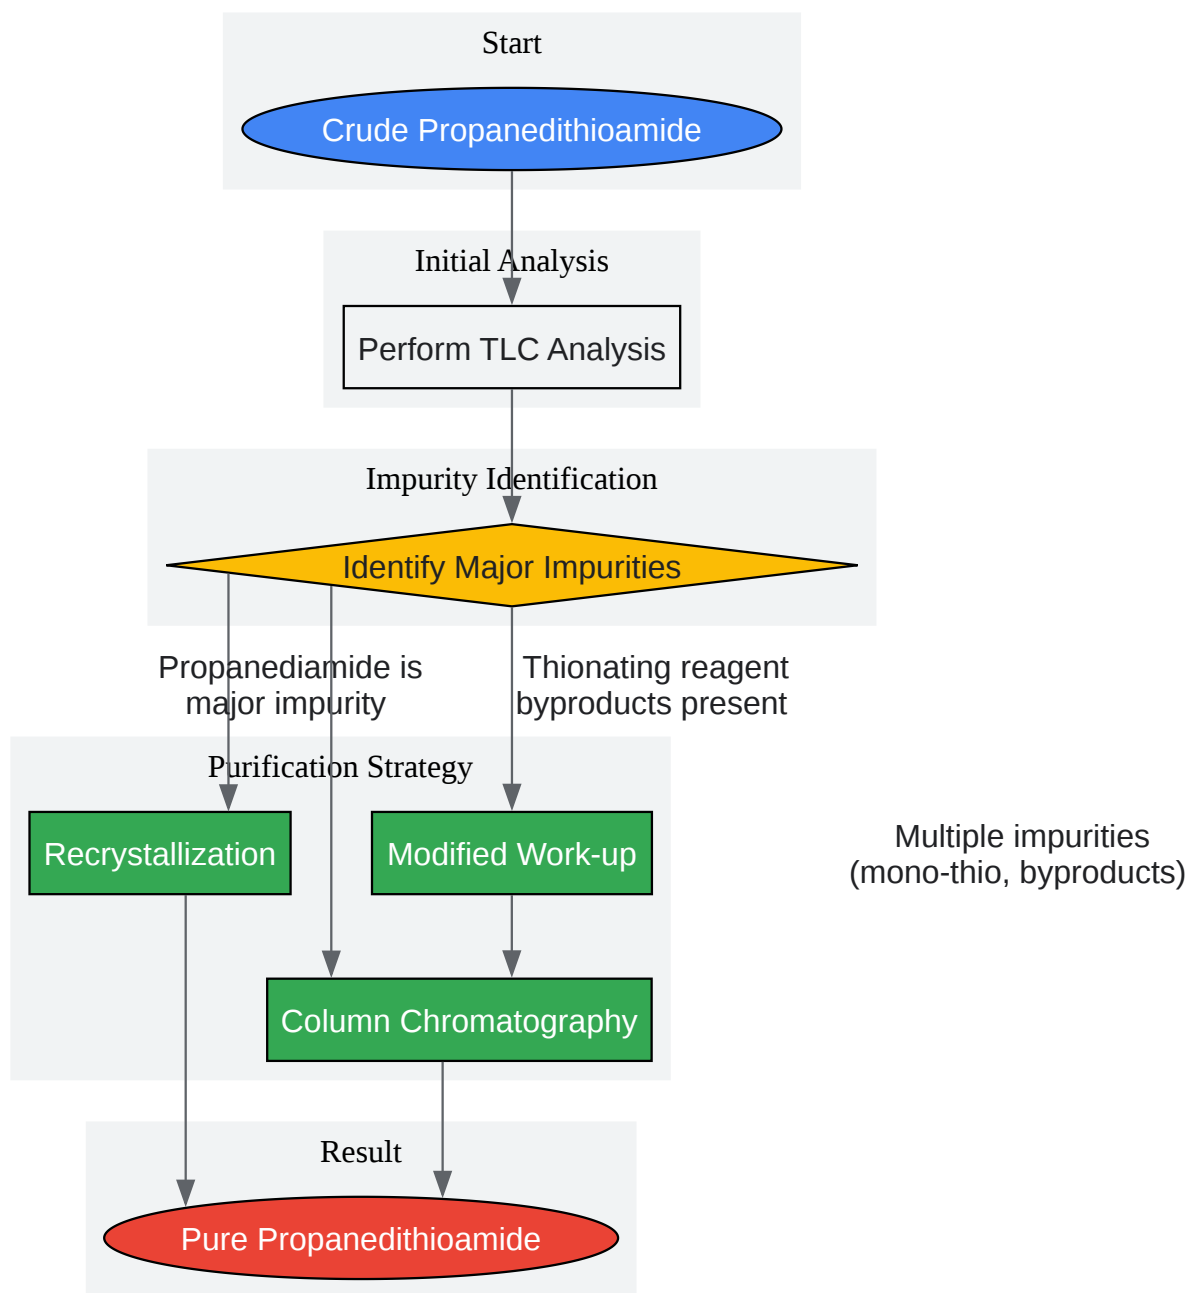 Start
Crude Propanedithioamide
Initial Analysis
Perform TLC Analysis
Impurity Identification
Identify Major Impurities
Propanediamide is
major impurity
Thionating reagent
byproducts present
Purification Strategy
Recrystallization
Modified Work-up
Multiple impurities
(mono-thio, byproducts)
Column Chromatography
Result
Pure Propanedithioamide